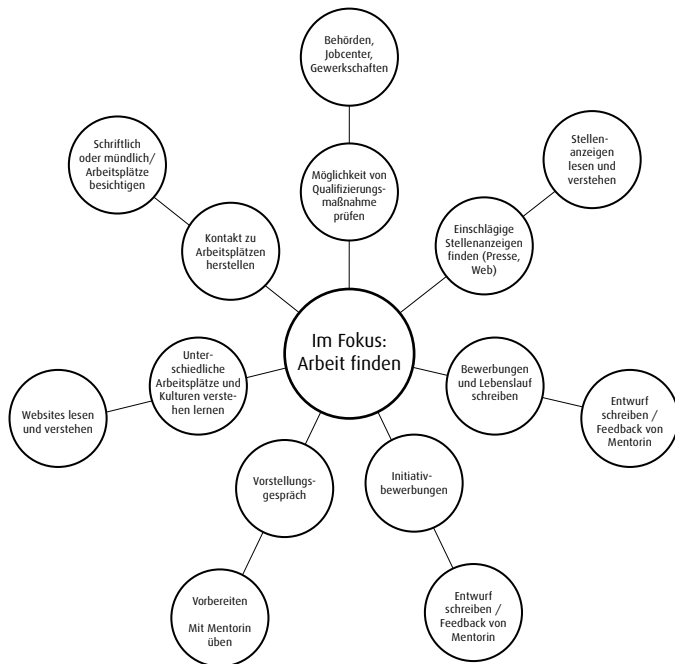 Behörden,
Jobcenter,
Gewerkschaften
Möglichkeit von
Qualifizierungs-
maßnahme
prüfen
Stellen-
anzeigen
lesen und
verstehen
Einschlägige
Stellenanzeigen
finden (Presse,
Web)
Schriftlich
oder mündlich/
Arbeitsplätze
besichtigen
Kontakt zu
Arbeitsplätzen
herstellen
Im Fokus:
Arbeit finden
Unter-
schiedliche
Arbeitsplätze und
Kulturen verste-
hen lernen
Websites lesen
und verstehen
Bewerbungen
und Lebenslauf
schreiben
Entwurf
schreiben /
Feedback von
Mentorin
Vorstellungs-
gespräch
Vorbereiten
Mit Mentorin
üben
Initiativ-
bewerbungen
Entwurf
schreiben /
Feedback von
Mentorin